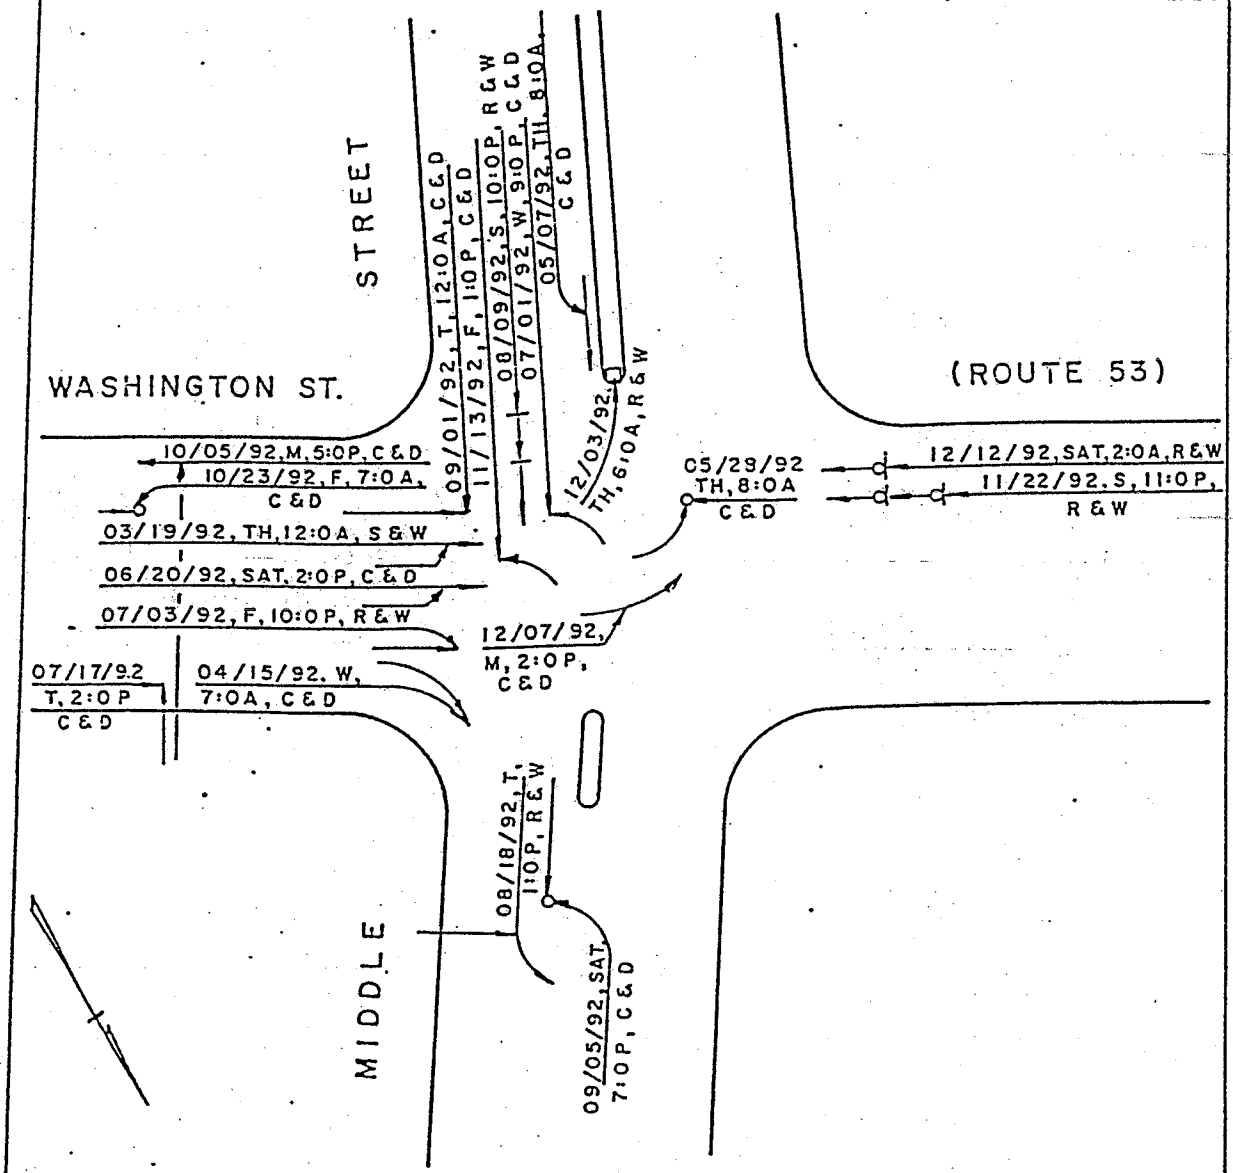 STREET
09/01/92, T, 12:0A, C&D
11/13/92, F, 1:0P, C&D
08/09/92, S, 10:0P, R&W
07/01/92, W, 9:0P, C&D
05/07/92, TH, 8:0A,
C&D
WASHINGTON ST.
(ROUTE 53)
12/03/92,
TH, 6:0A, R&W
10/05/92, M, 5:0P, C&D
10/23/92, F, 7:0A,
C&D
03/19/92, TH, 12:0A, S&W
06/20/92, SAT, 2:0P, C&D
07/03/92, F, 10:0P, R&W
07/17/92
T, 2:0P
C&D
04/15/92. W,
7:0A, C&D
12/07/92,
M, 2:0P,
C&D
05/28/92
TH, 8:0A
C&D
12/12/92, SAT, 2:0A, R&W
11/22/92. S, 11:0P,
R&W
08/18/92, T,
1:0P, R&W
MIDDLE
09/05/92, SAT,
7:0P, C&D